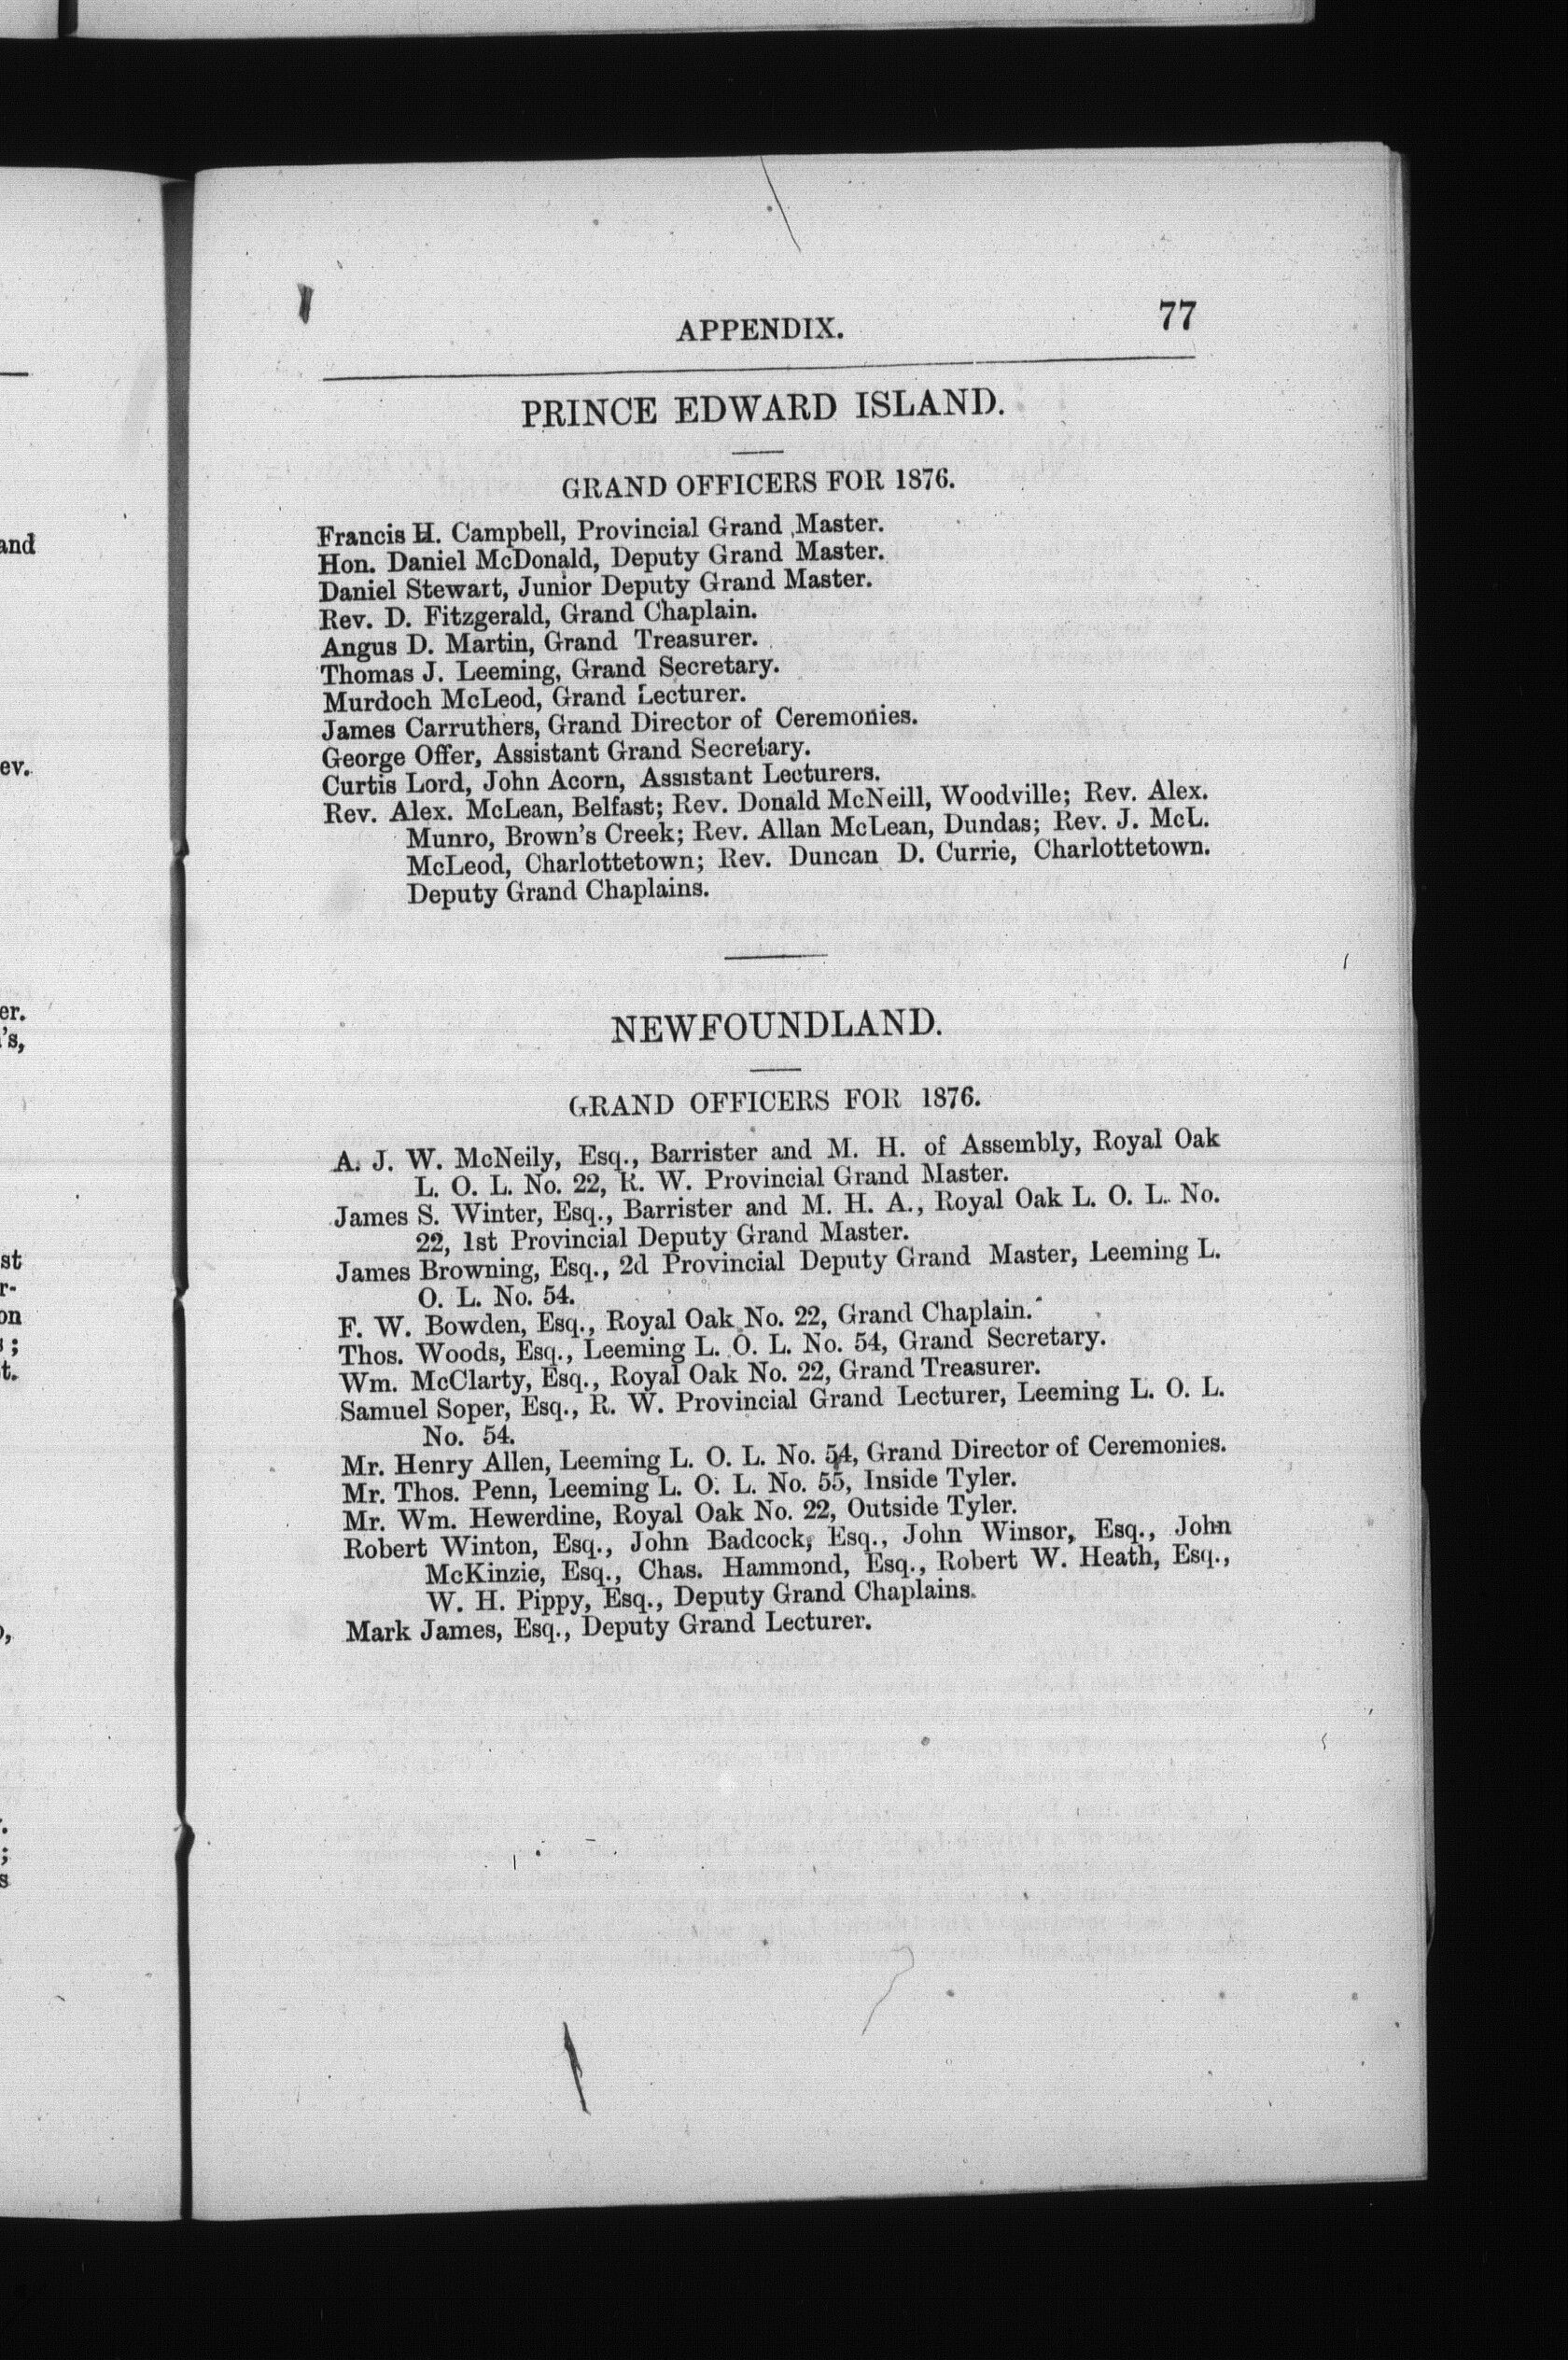 APPENDIX. 77
PRINCE EDWARD ISLAND.
GRAND OFFICERS FOR 1876.
Francis H. Campbell, Provincial Grand Master.
Hon. Daniel McDonald, Deputy Grand Master.
Daniel Stewart, Junior Deputy Grand Master.
Rev. D. Fitzgerald, Grand Chaplain.
Angus D. Martin, Grand Treasurer.
Thomas J. Leeming, Grand Secretary.
Murdoch McLeod, Grand Lecturer.
James Carruthers, Grand Director of Ceremonies.
George Offer, Assistant Grand Secretary.
Curtis Lord, John Acorn, Assistant Lecturers.
Rev. Alex. McLean, Belfast; Rev. Donald McNeill, Woodville; Rev. Alex.
Munro, Brown's Creek; Rev. Allan McLean, Dundas; Rev. J. McL.
McLeod, Charlottetown; Rev. Duncan D. Currie, Charlottetown.
Deputy Grand Chaplains.
NEWFOUNDLAND.
GRAND OFFICERS FOR 1876.
A. J. W. McNeily, Esq., Barrister and M. H. of Assembly, Royal Oak
L. O. L. No. 22, R. W. Provincial Grand Master.
James S. Winter, Esq., Barrister and M. H. A., Royal Oak L. O. L. No.
22, 1st Provincial Deputy Grand Master.
James Browning, Esq., 2d Provincial Deputy Grand Master, Leeming L.
O. L. No. 54.
F. W. Bowden, Esq., Royal Oak No. 22, Grand Chaplain.
Thos. Woods, Esq., Leeming L. O. L. No. 54, Grand Secretary.
Wm. McClarty, Esq., Royal Oak No. 22, Grand Treasurer.
Samuel Soper, Esq., R. W. Provincial Grand Lecturer, Leeming L. O. L.
No. 54.
Mr. Henry Allen, Leeming L. O. L. No. 54, Grand Director of Ceremonies.
Mr. Thos. Penn, Leeming L. O. L. No. 55, Inside Tyler.
Mr. Wm. Hewerdine, Royal Oak No. 22, Outside Tyler.
Robert Winton, Esq., John Badcock, Esq., John Winsor, Esq., John
McKinzie, Esq., Chas. Hammond, Esq., Robert W. Heath, Esq.,
W. H. Pippy, Esq., Deputy Grand Chaplains.
Mark James, Esq., Deputy Grand Lecturer.